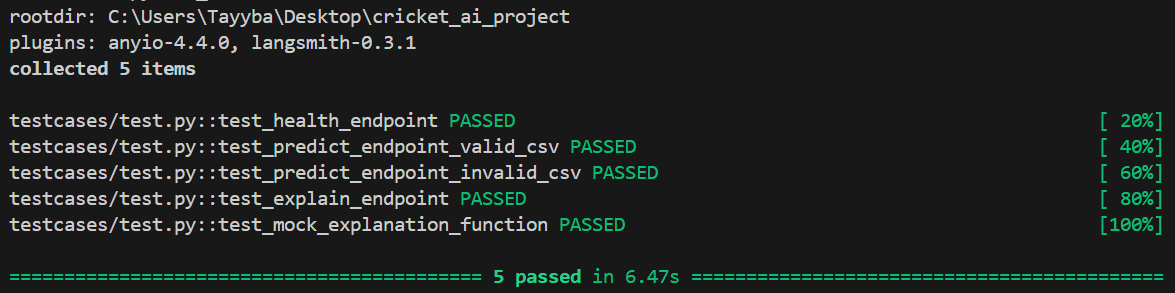 rootdir: C:\Users\Tayyba\Desktop\cricket_ai_project
plugins: anyio-4.4.0, langsmith-0.3.1
collected 5 items
testcases/test.py::test_health_endpoint PASSED [ 20%]
testcases/test.py::test_predict_endpoint_valid_csv PASSED [ 40%]
testcases/test.py::test_predict_endpoint_invalid_csv PASSED [ 60%]
testcases/test.py::test_explain_endpoint PASSED [ 80%]
testcases/test.py::test_mock_explanation_function PASSED [100%]
=========================================== 5 passed in 6.47s ===========================================